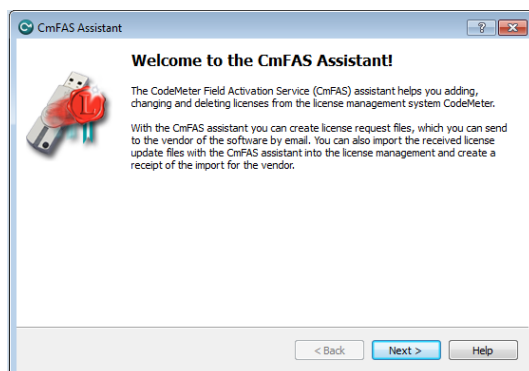 CmFAS Assistant
Welcome to the CmFAS Assistant!
The CodeMeter Field Activation Service (CmFAS) assistant helps you adding,
changing and deleting licenses from the license management system CodeMeter.
With the CmFAS assistant you can create license request files, which you can send
to the vendor of the software by email. You can also import the received license
update files with the CmFAS assistant into the license management and create a
receipt of the import for the vendor.
L
< Back Next > Help